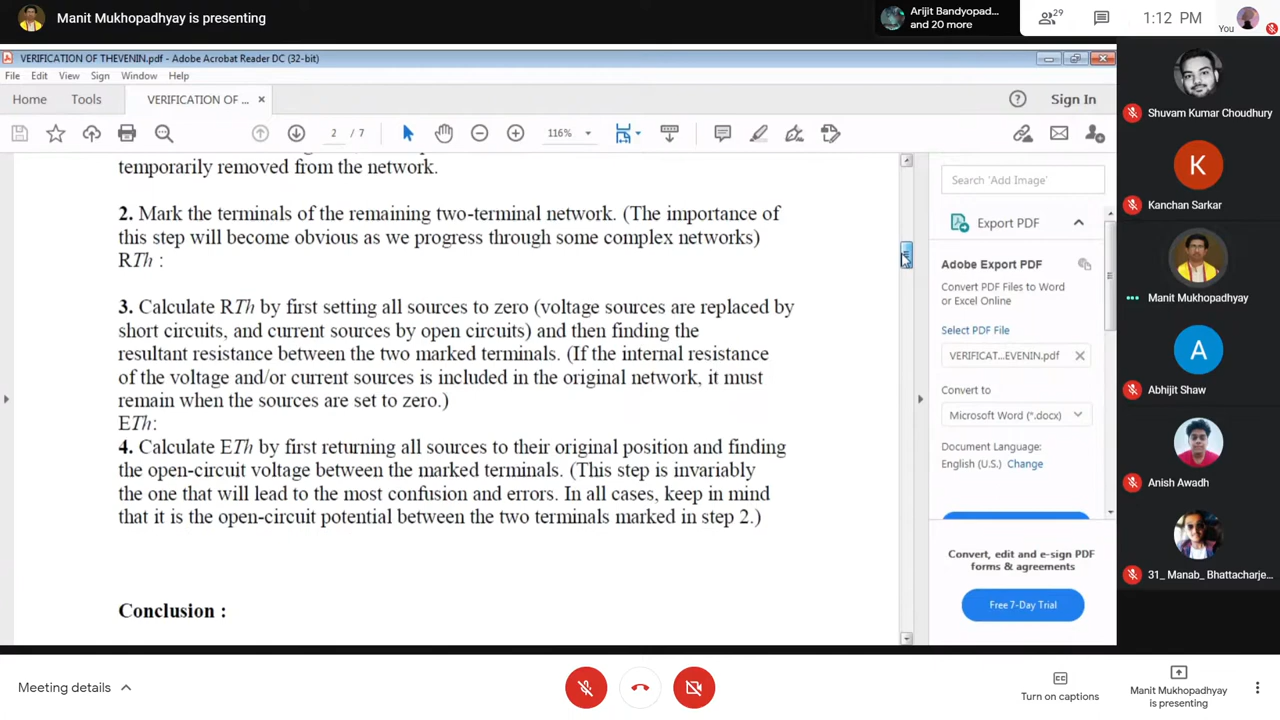 Manit Mukhopadhyay is presenting
Arijit Bandyopad...
and 20 more
29
1:12 PM
You
VERIFICATION OF THEVENIN.pdf - Adobe Acrobat Reader DC (32-bit)
File Edit View Sign Window Help
Home Tools VERIFICATION OF ... ×
Sign In
2 / 7
116%
temporarily removed from the network.
2. Mark the terminals of the remaining two-terminal network. (The importance of
this step will become obvious as we progress through some complex networks)
RTh :
3. Calculate RTh by first setting all sources to zero (voltage sources are replaced by
short circuits, and current sources by open circuits) and then finding the
resultant resistance between the two marked terminals. (If the internal resistance
of the voltage and/or current sources is included in the original network, it must
remain when the sources are set to zero.)
ETh:
4. Calculate ETh by first returning all sources to their original position and finding
the open-circuit voltage between the marked terminals. (This step is invariably
the one that will lead to the most confusion and errors. In all cases, keep in mind
that it is the open-circuit potential between the two terminals marked in step 2.)
Conclusion :
Search 'Add Image'
Export PDF
Adobe Export PDF
Convert PDF Files to Word
or Excel Online
Select PDF File
VERIFICAT...EVENIN.pdf
Convert to
Microsoft Word (*.docx)
Document Language:
English (U.S.) Change
Convert, edit and e-sign PDF
forms & agreements
Free 7-Day Trial
Shuvam Kumar Choudhury
K
Kanchan Sarkar
Manit Mukhopadhyay
A
Abhijit Shaw
Anish Awadh
31_ Manab_ Bhattacharje...
Meeting details
Turn on captions
Manit Mukhopadhyay
is presenting